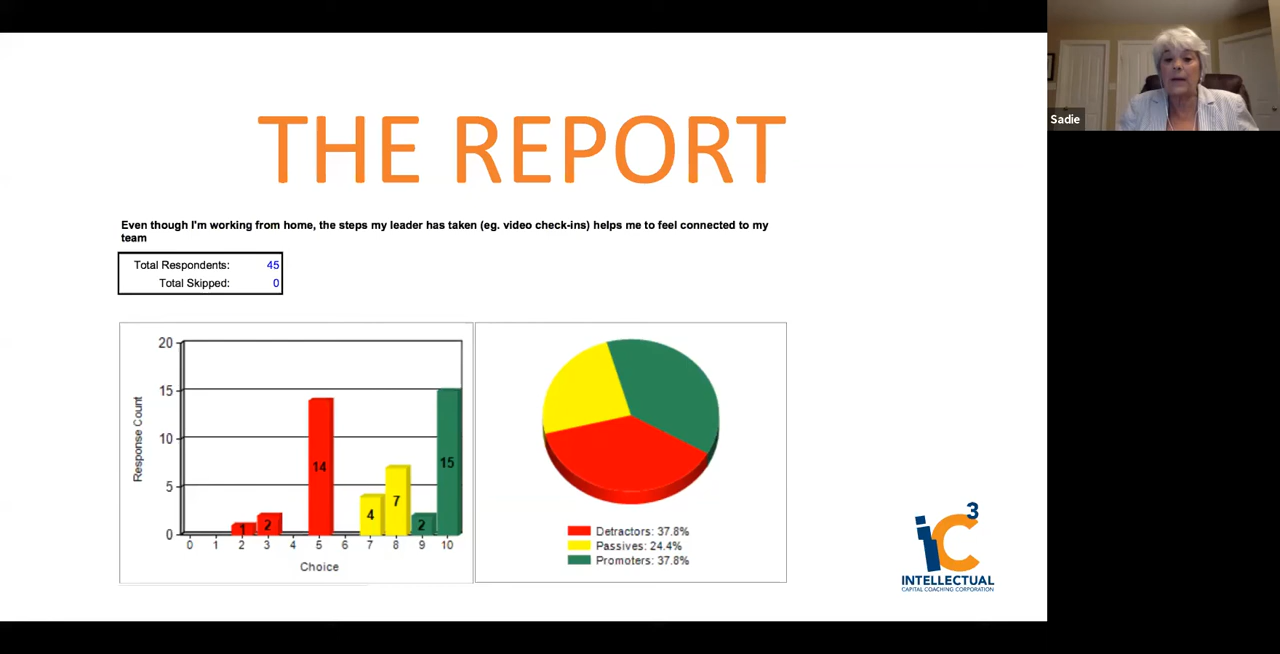 THE REPORT
Even though I'm working from home, the steps my leader has taken (eg. video check-ins) helps me to feel connected to my
team
Total Respondents: 45
Total Skipped: 0
Response Count
20
15
10
5
0
1
2
14
4
7
2
15
0 1 2 3 4 5 6 7 8 9 10
Choice
Detractors: 37.8%
Passives: 24.4%
Promoters: 37.8%
iC3
INTELLECTUAL
CAPITAL COACHING CORPORATION
Sadie